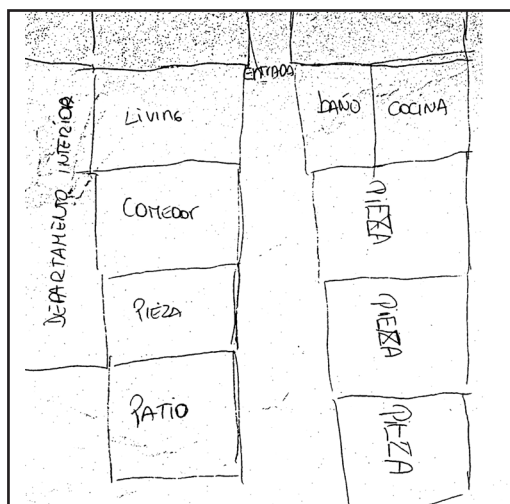 ENTRADA
LIVING
BAÑO
COCINA
DEPARTAMENTO INTERIOR
COMEDOR
PIEZA
PIEZA
PIEZA
PATIO
PIEZA